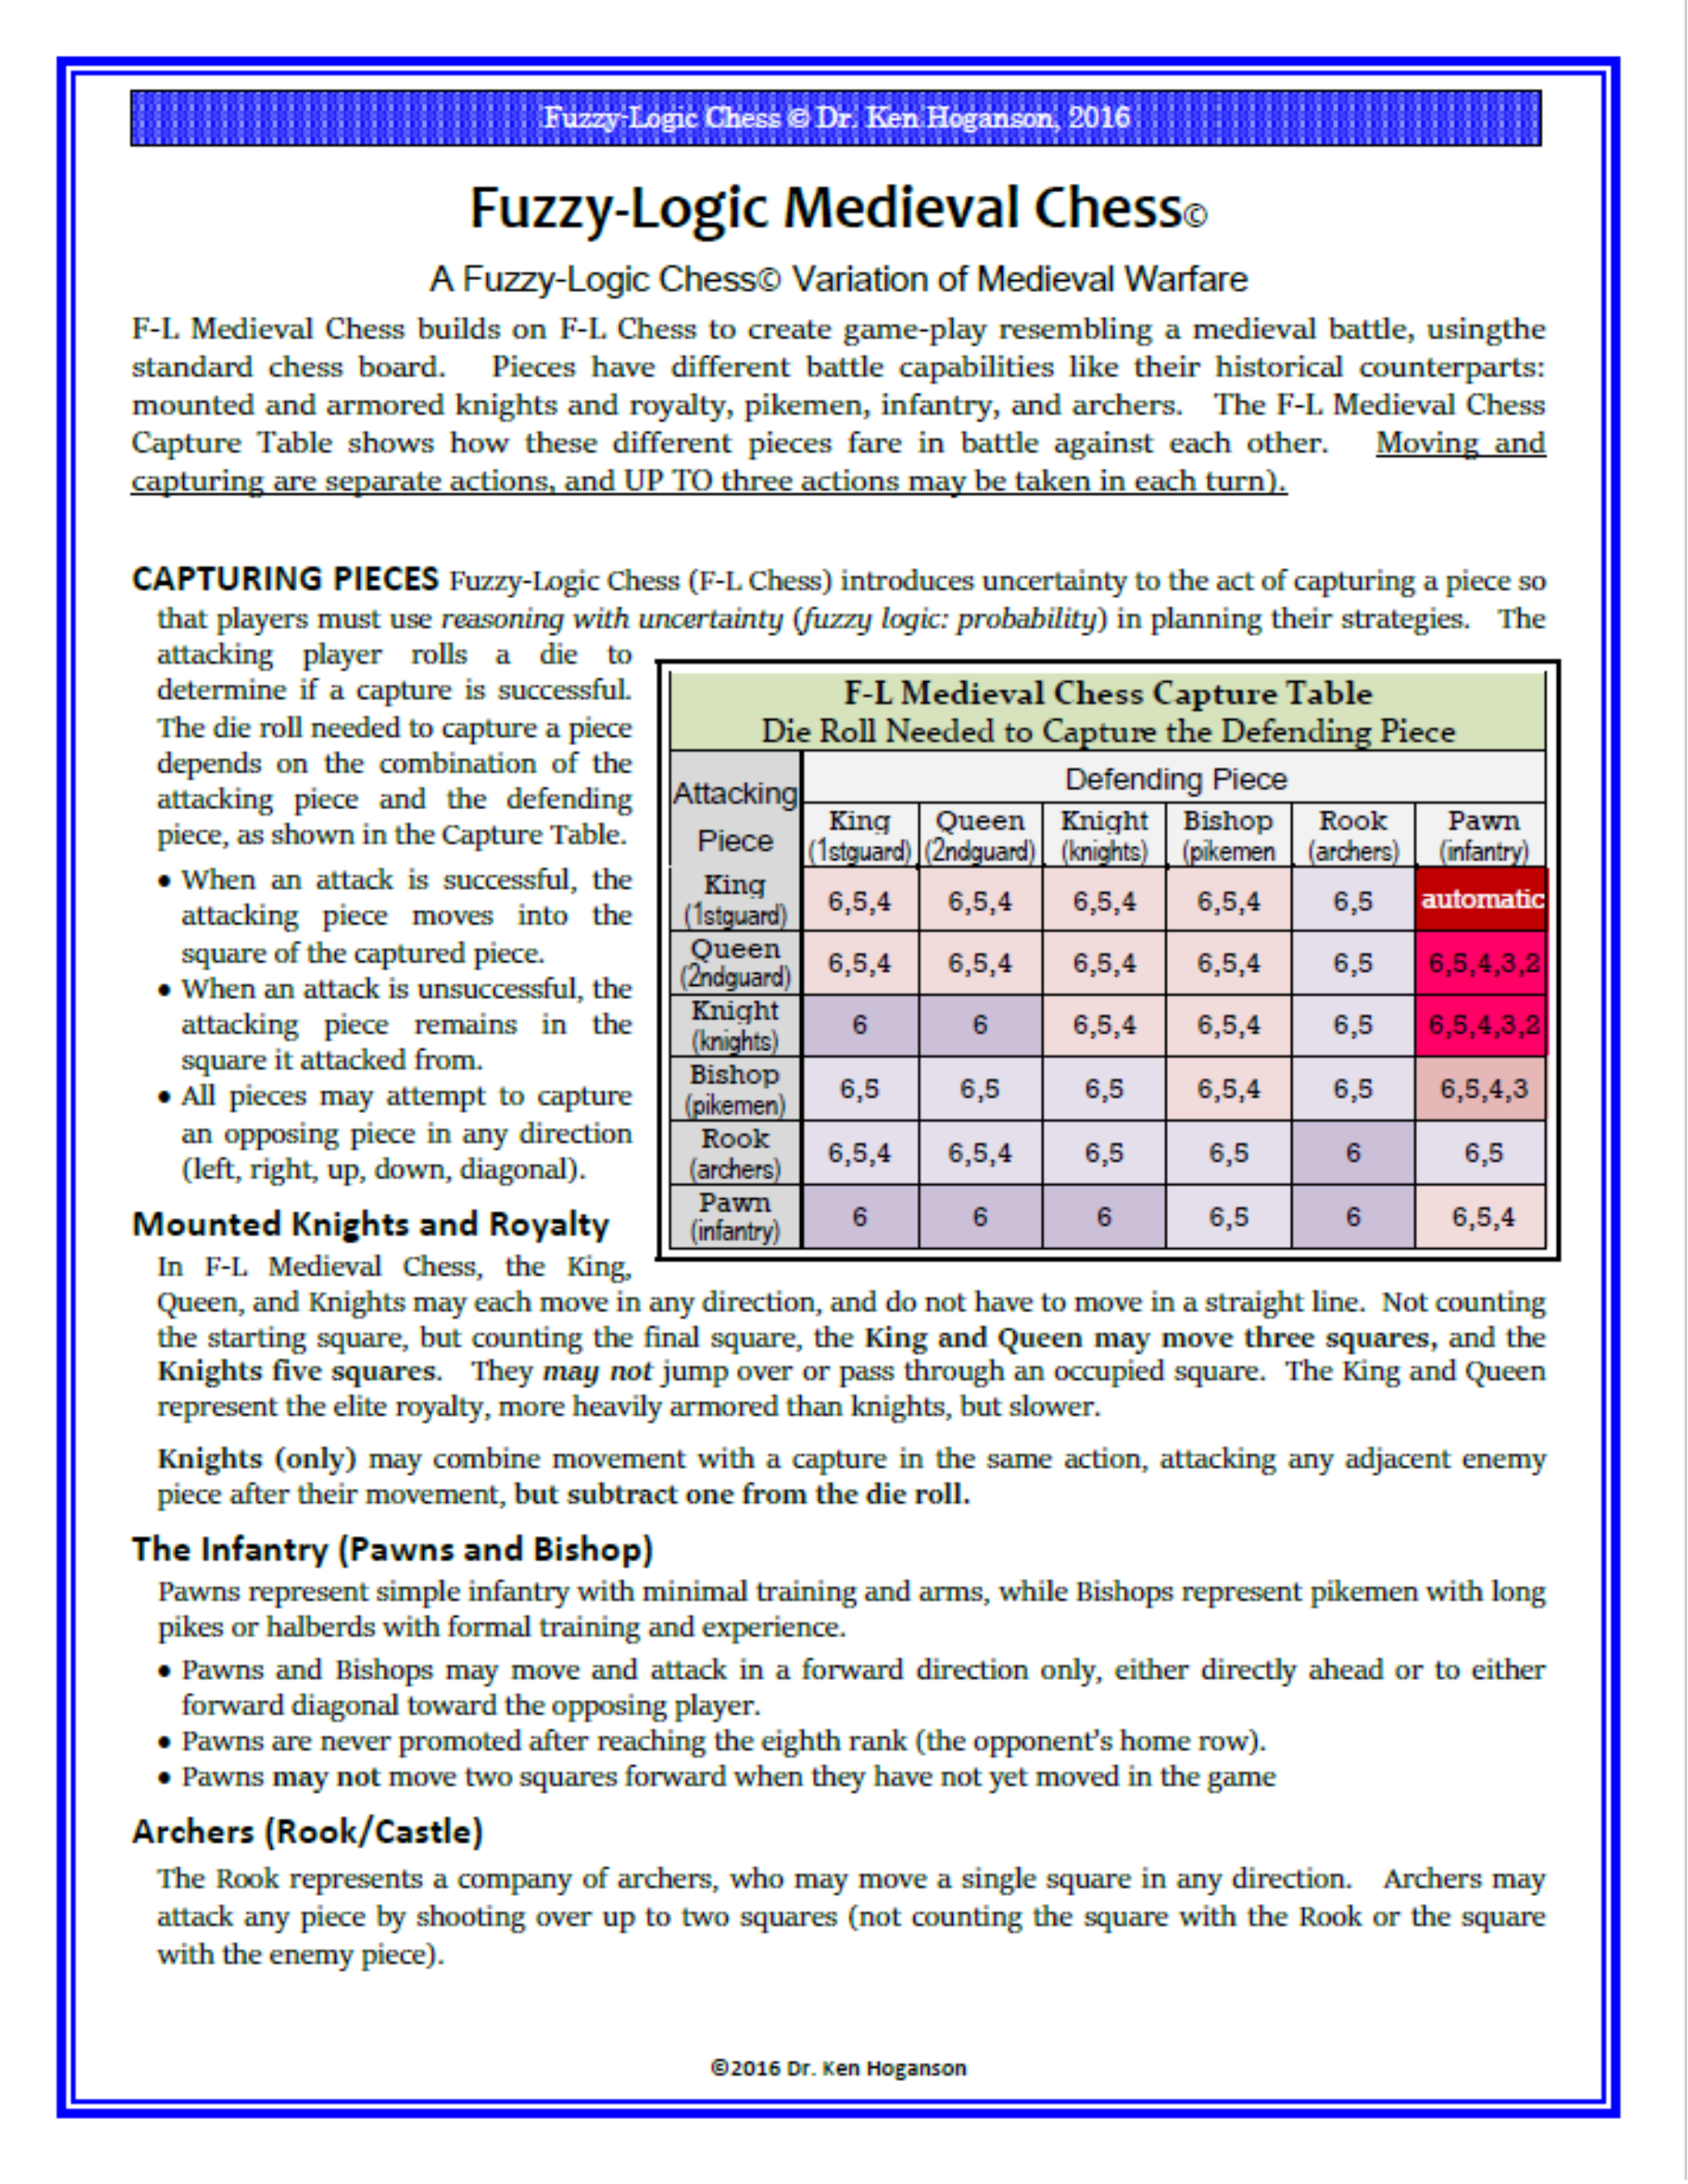 Fuzzy-Logic Chess © Dr. Ken Hoganson, 2016
Fuzzy-Logic Medieval Chess©
A Fuzzy-Logic Chess© Variation of Medieval Warfare
F-L Medieval Chess builds on F-L Chess to create game-play resembling a medieval battle, usingthe
standard chess board. Pieces have different battle capabilities like their historical counterparts:
mounted and armored knights and royalty, pikemen, infantry, and archers. The F-L Medieval Chess
Capture Table shows how these different pieces fare in battle against each other. Moving and
capturing are separate actions, and UP TO three actions may be taken in each turn).
CAPTURING PIECES Fuzzy-Logic Chess (F-L Chess) introduces uncertainty to the act of capturing a piece so
that players must use reasoning with uncertainty (fuzzy logic: probability) in planning their strategies. The
attacking player rolls a die to
determine if a capture is successful.
The die roll needed to capture a piece
depends on the combination of the
attacking piece and the defending
piece, as shown in the Capture Table.
• When an attack is successful, the
attacking piece moves into the
square of the captured piece.
• When an attack is unsuccessful, the
attacking piece remains in the
square it attacked from.
• All pieces may attempt to capture
an opposing piece in any direction
(left, right, up, down, diagonal).
F-L Medieval Chess Capture Table
Die Roll Needed to Capture the Defending Piece
Attacking Piece Defending Piece
King Queen Knight Bishop Rook Pawn
(1stguard) (2ndguard) (knights) (pikemen (archers) (infantry)
King (1stguard) 6,5,4 6,5,4 6,5,4 6,5,4 6,5 automatic
Queen (2ndguard) 6,5,4 6,5,4 6,5,4 6,5,4 6,5 6,5,4,3,2
Knight (knights) 6 6 6,5,4 6,5,4 6,5 6,5,4,3,2
Bishop (pikemen) 6,5 6,5 6,5 6,5,4 6,5 6,5,4,3
Rook (archers) 6,5,4 6,5,4 6,5 6,5 6 6,5
Pawn (infantry) 6 6 6 6,5 6 6,5,4
Mounted Knights and Royalty
In F-L Medieval Chess, the King,
Queen, and Knights may each move in any direction, and do not have to move in a straight line. Not counting
the starting square, but counting the final square, the King and Queen may move three squares, and the
Knights five squares. They may not jump over or pass through an occupied square. The King and Queen
represent the elite royalty, more heavily armored than knights, but slower.
Knights (only) may combine movement with a capture in the same action, attacking any adjacent enemy
piece after their movement, but subtract one from the die roll.
The Infantry (Pawns and Bishop)
Pawns represent simple infantry with minimal training and arms, while Bishops represent pikemen with long
pikes or halberds with formal training and experience.
• Pawns and Bishops may move and attack in a forward direction only, either directly ahead or to either
forward diagonal toward the opposing player.
• Pawns are never promoted after reaching the eighth rank (the opponent's home row).
• Pawns may not move two squares forward when they have not yet moved in the game
Archers (Rook/Castle)
The Rook represents a company of archers, who may move a single square in any direction. Archers may
attack any piece by shooting over up to two squares (not counting the square with the Rook or the square
with the enemy piece).
©2016 Dr. Ken Hoganson